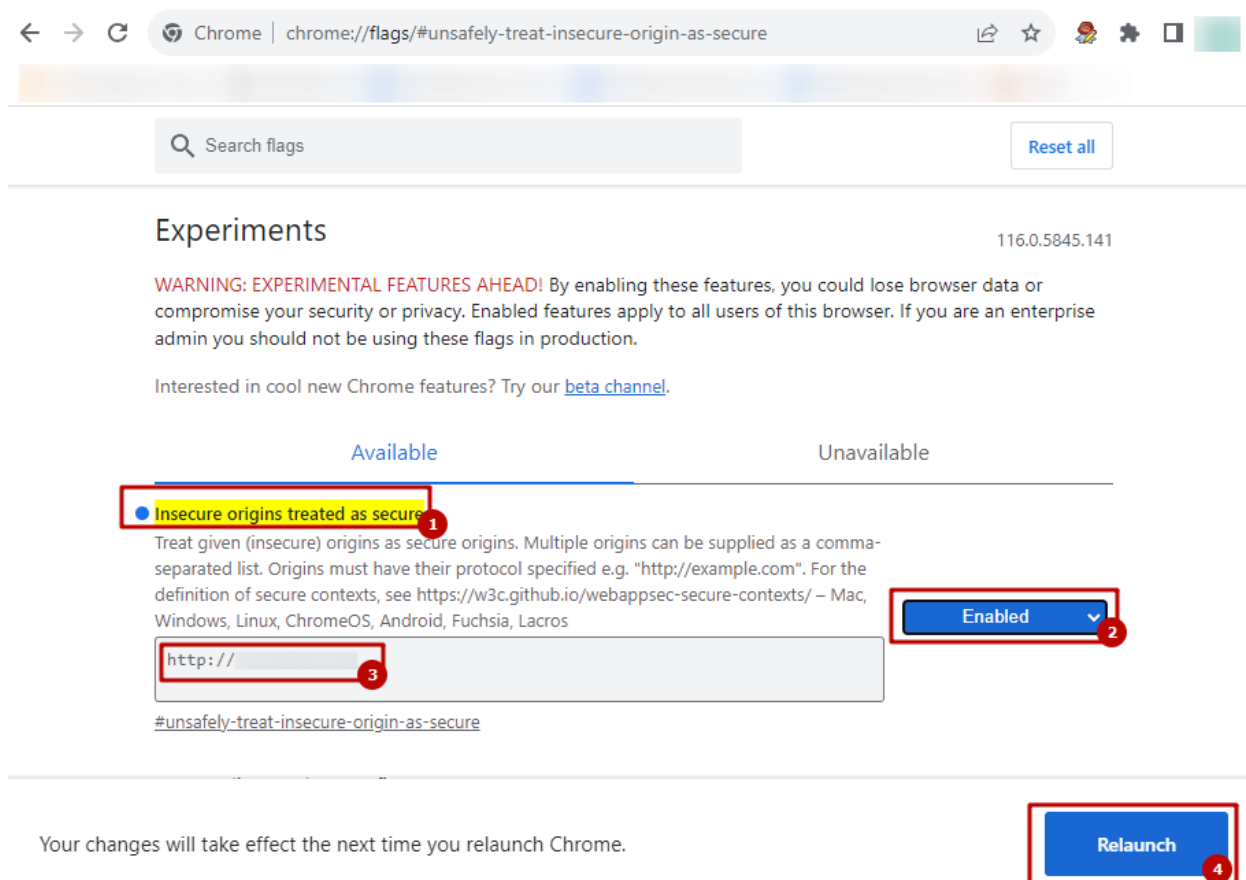 Chrome | chrome://flags/#unsafely-treat-insecure-origin-as-secure
Search flags
Reset all
Experiments
116.0.5845.141
WARNING: EXPERIMENTAL FEATURES AHEAD! By enabling these features, you could lose browser data or
compromise your security or privacy. Enabled features apply to all users of this browser. If you are an enterprise
admin you should not be using these flags in production.
Interested in cool new Chrome features? Try our beta channel.
Available
Unavailable
Insecure origins treated as secure
1
Treat given (insecure) origins as secure origins. Multiple origins can be supplied as a comma-
separated list. Origins must have their protocol specified e.g. "http://example.com". For the
definition of secure contexts, see https://w3c.github.io/webappsec-secure-contexts/ – Mac,
Windows, Linux, ChromeOS, Android, Fuchsia, Lacros
Enabled
2
http://
3
#unsafely-treat-insecure-origin-as-secure
Your changes will take effect the next time you relaunch Chrome.
Relaunch
4